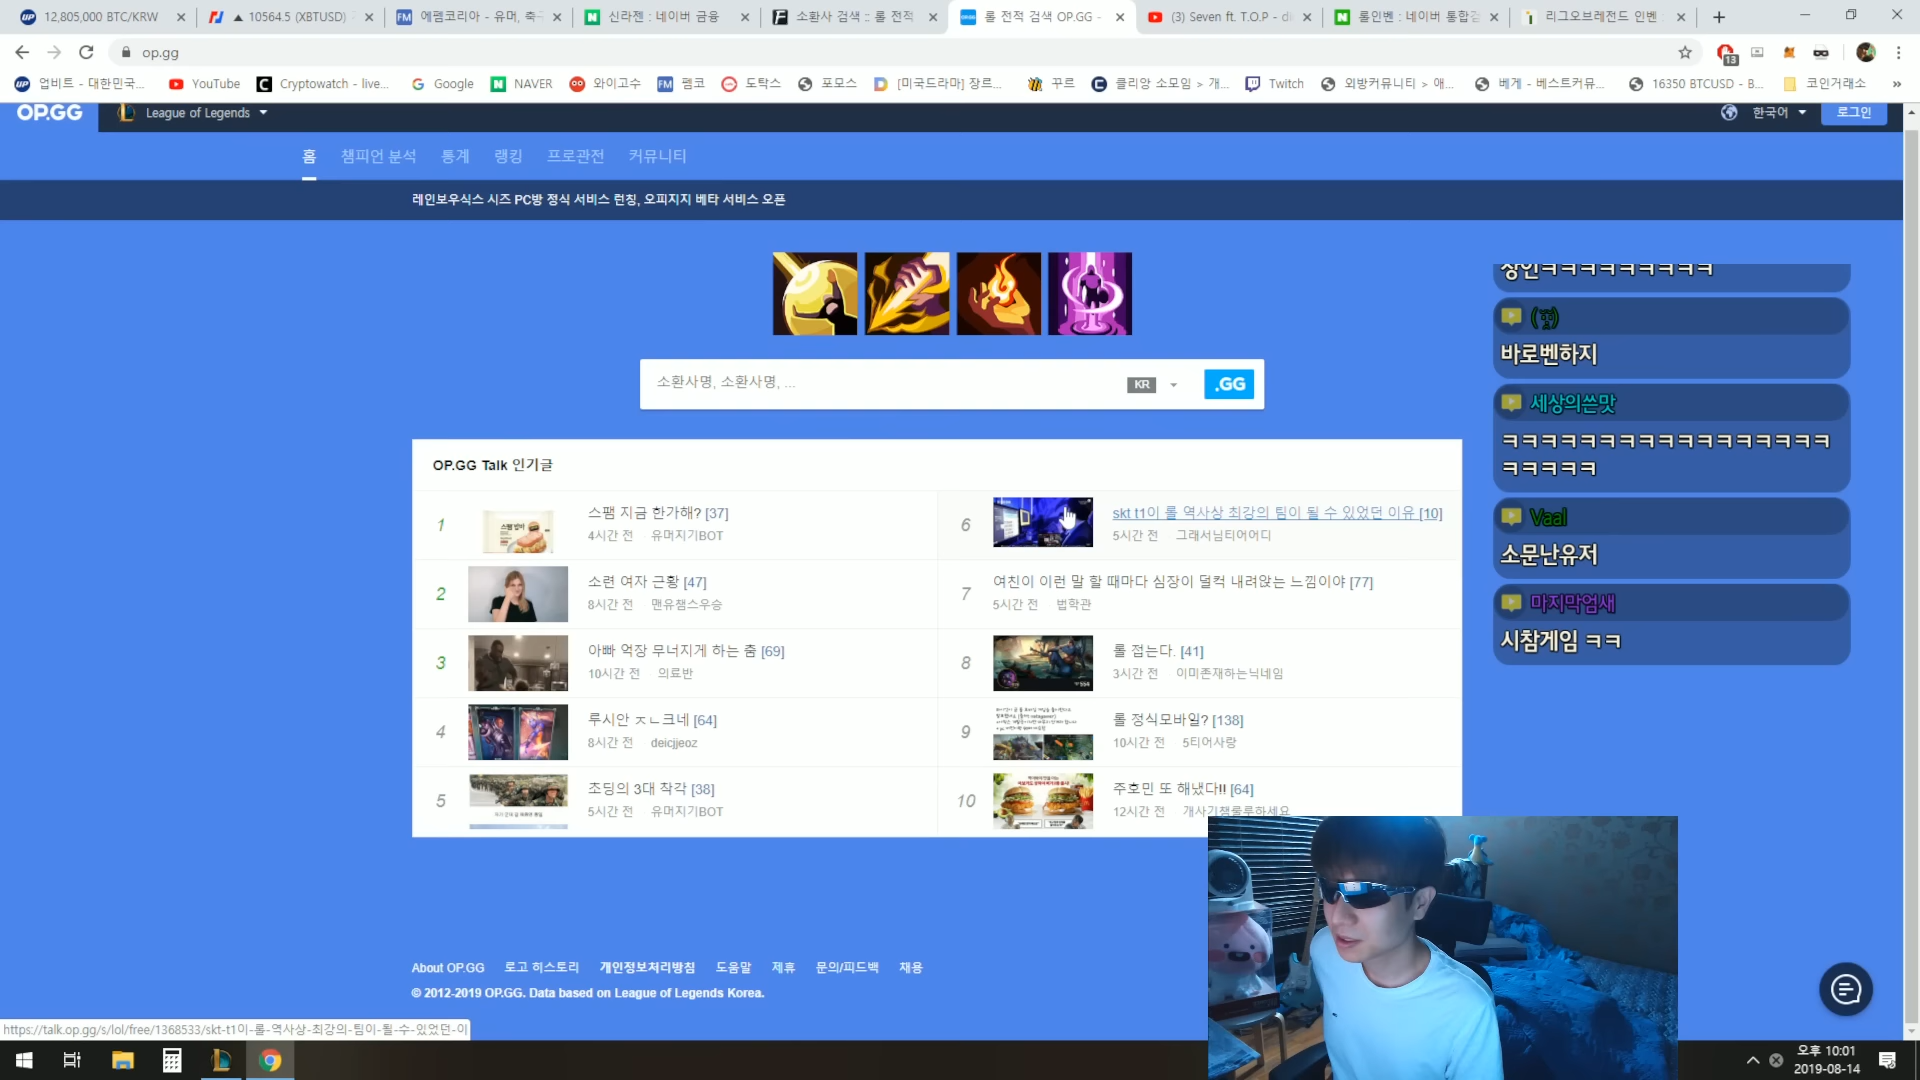 12,805,000 BTC/KRW
▲ 10564.5 (XBTUSD)
에펨코리아 - 유머, 축구
신라젠 : 네이버 금융
소환사 검색 :: 롤 전적
롤 전적 검색 OP.GG -
(3) Seven ft. T.O.P - di
롤인벤 : 네이버 통합검
리그오브레전드 인벤
op.gg
13
업비트 - 대한민국...
YouTube
Cryptowatch - live...
Google
NAVER
와이고수
펨코
도탁스
포모스
[미국드라마] 장르...
꾸르
클리앙 소모임 > 개...
Twitch
외방커뮤니티 > 애...
베게 - 베스트커뮤...
16350 BTCUSD - B...
코인거래소
»
OP.GG
League of Legends
한국어
로그인
홈 챔피언 분석 통계 랭킹 프로관전 커뮤니티
레인보우식스 시즈 PC방 정식 서비스 런칭, 오피지지 베타 서비스 오픈
소환사명, 소환사명, ...
KR
.GG
OP.GG Talk 인기글
1
스팸 지금 한가해? [37]
4시간 전 유머지기BOT
2
소련 여자 근황 [47]
8시간 전 맨유챔스우승
3
아빠 억장 무너지게 하는 춤 [69]
10시간 전 의료반
4
루시안 ㅈㄴ크네 [64]
8시간 전 deicjjeoz
5
초딩의 3대 착각 [38]
5시간 전 유머지기BOT
6
skt t1이 롤 역사상 최강의 팀이 될 수 있었던 이유 [10]
5시간 전 그래서님티어어디
7
여친이 이런 말 할 때마다 심장이 덜컥 내려앉는 느낌이야 [77]
5시간 전 법학관
8
롤 접는다. [41]
3시간 전 이미존재하는닉네임
9
롤 정식모바일? [138]
10시간 전 5티어사랑
10
주호민 또 해냈다!! [64]
12시간 전 개사기챔룰루하세요
ㅋㅋㅋㅋㅋㅋㅋㅋㅋ
바로벤하지
세상의쓴맛
ㅋㅋㅋㅋㅋㅋㅋㅋㅋㅋㅋㅋㅋㅋㅋㅋㅋ
ㅋㅋㅋㅋㅋ
Vaal
소문난유저
마지막엄새
시참게임 ㅋㅋ
About OP.GG 로고 히스토리 개인정보처리방침 도움말 제휴 문의/피드백 채용
© 2012-2019 OP.GG. Data based on League of Legends Korea.
https://talk.op.gg/s/lol/free/1368533/skt-t1이-롤-역사상-최강의-팀이-될-수-있었던-이
오후 10:01
2019-08-14